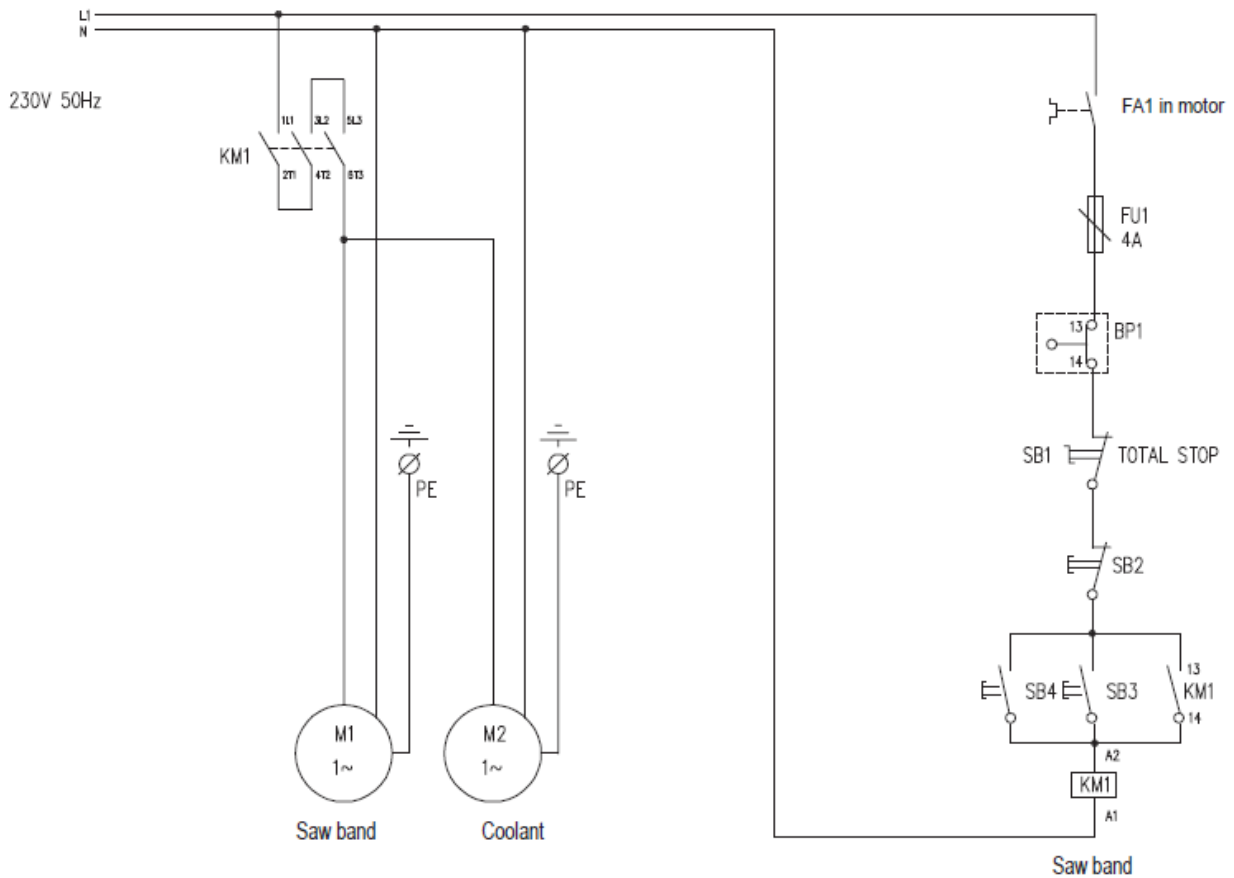 L1
N
230V 50Hz
FA1 in motor
1L1 3L2 5L3
KM1
2T1 4T2 6T3
FU1
4A
13
BP1
14
SB1
TOTAL STOP
PE
PE
SB2
SB4
SB3
13
KM1
14
M1
1~
M2
1~
A2
KM1
A1
Saw band
Coolant
Saw band